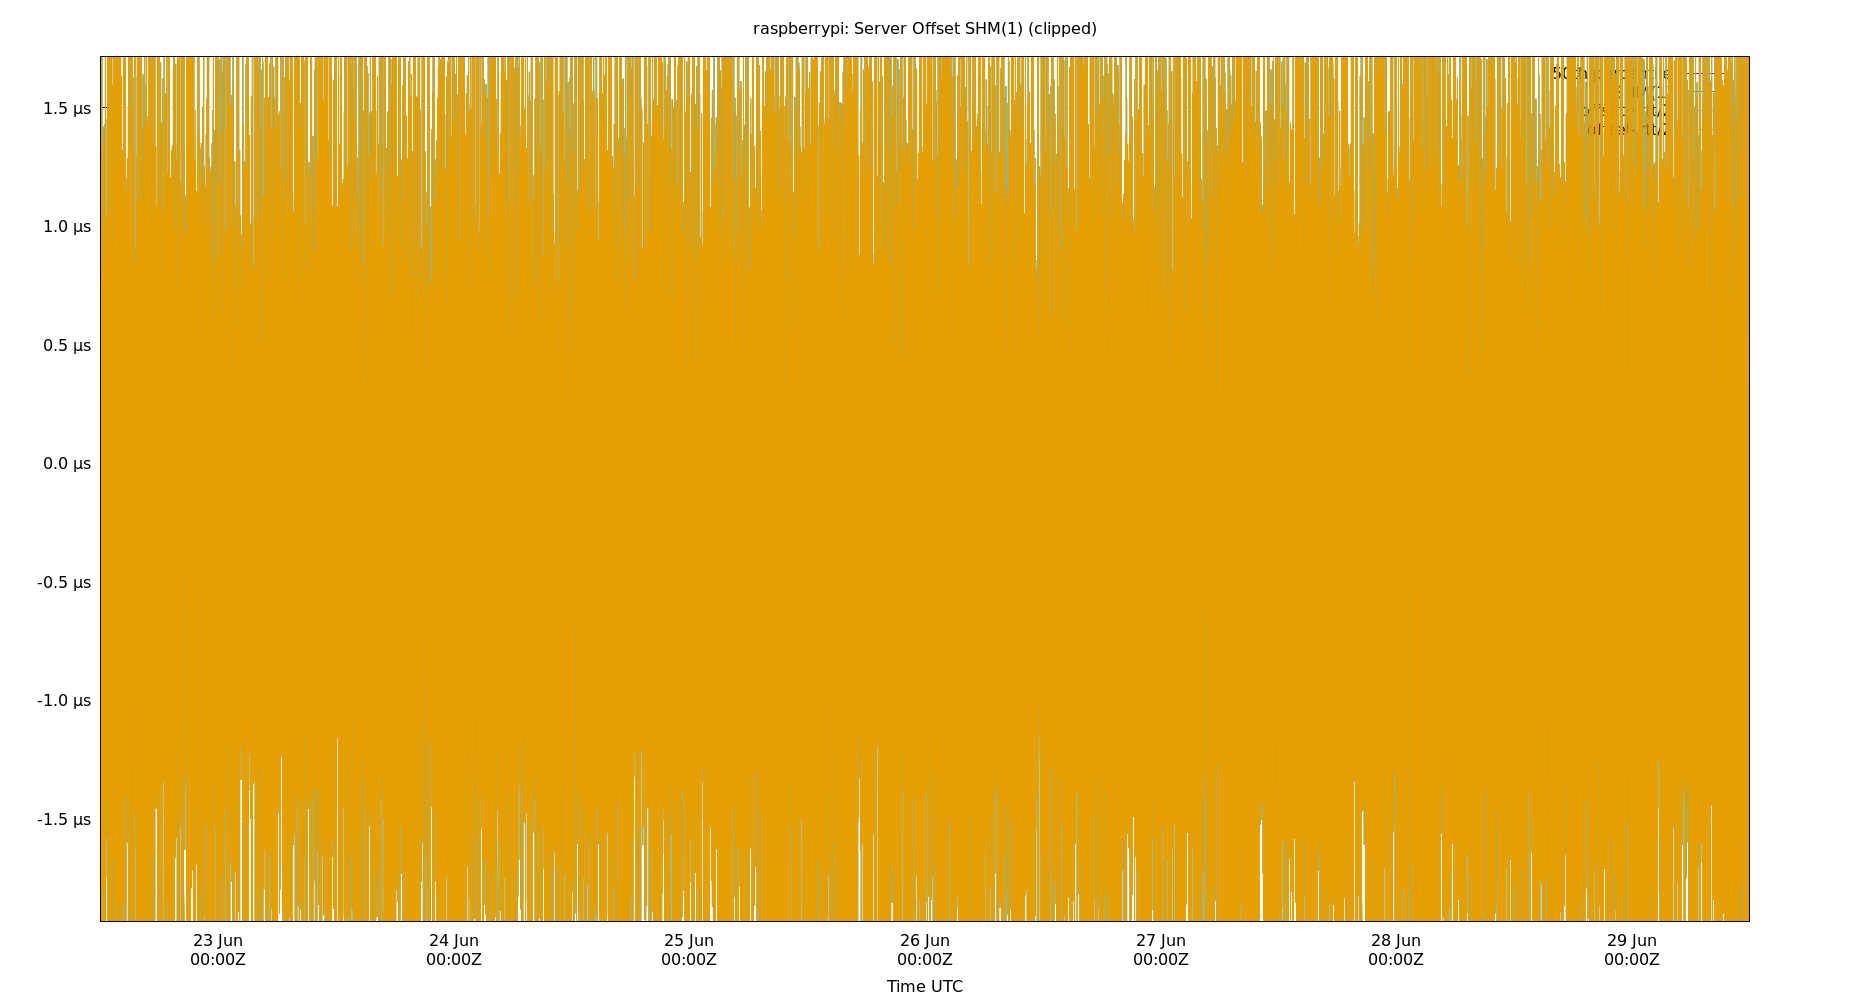 raspberrypi: Server Offset SHM(1) (clipped)
1.5 µs
1.0 µs
0.5 µs
0.0 µs
-0.5 µs
-1.0 µs
-1.5 µs
23 Jun 24 Jun 25 Jun 26 Jun 27 Jun 28 Jun 29 Jun
00:00Z 00:00Z 00:00Z 00:00Z 00:00Z 00:00Z 00:00Z
Time UTC